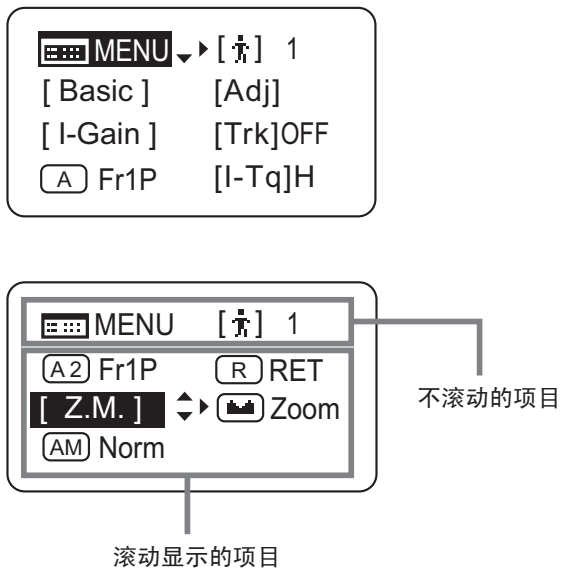 MENU [ ] 1
[ Basic ] [Adj]
[ I-Gain ] [Trk]OFF
A Fr1P [I-Tq]H
MENU [ ] 1
A2 Fr1P R RET
[ Z.M. ] Zoom
AM Norm
不滚动的项目
滚动显示的项目